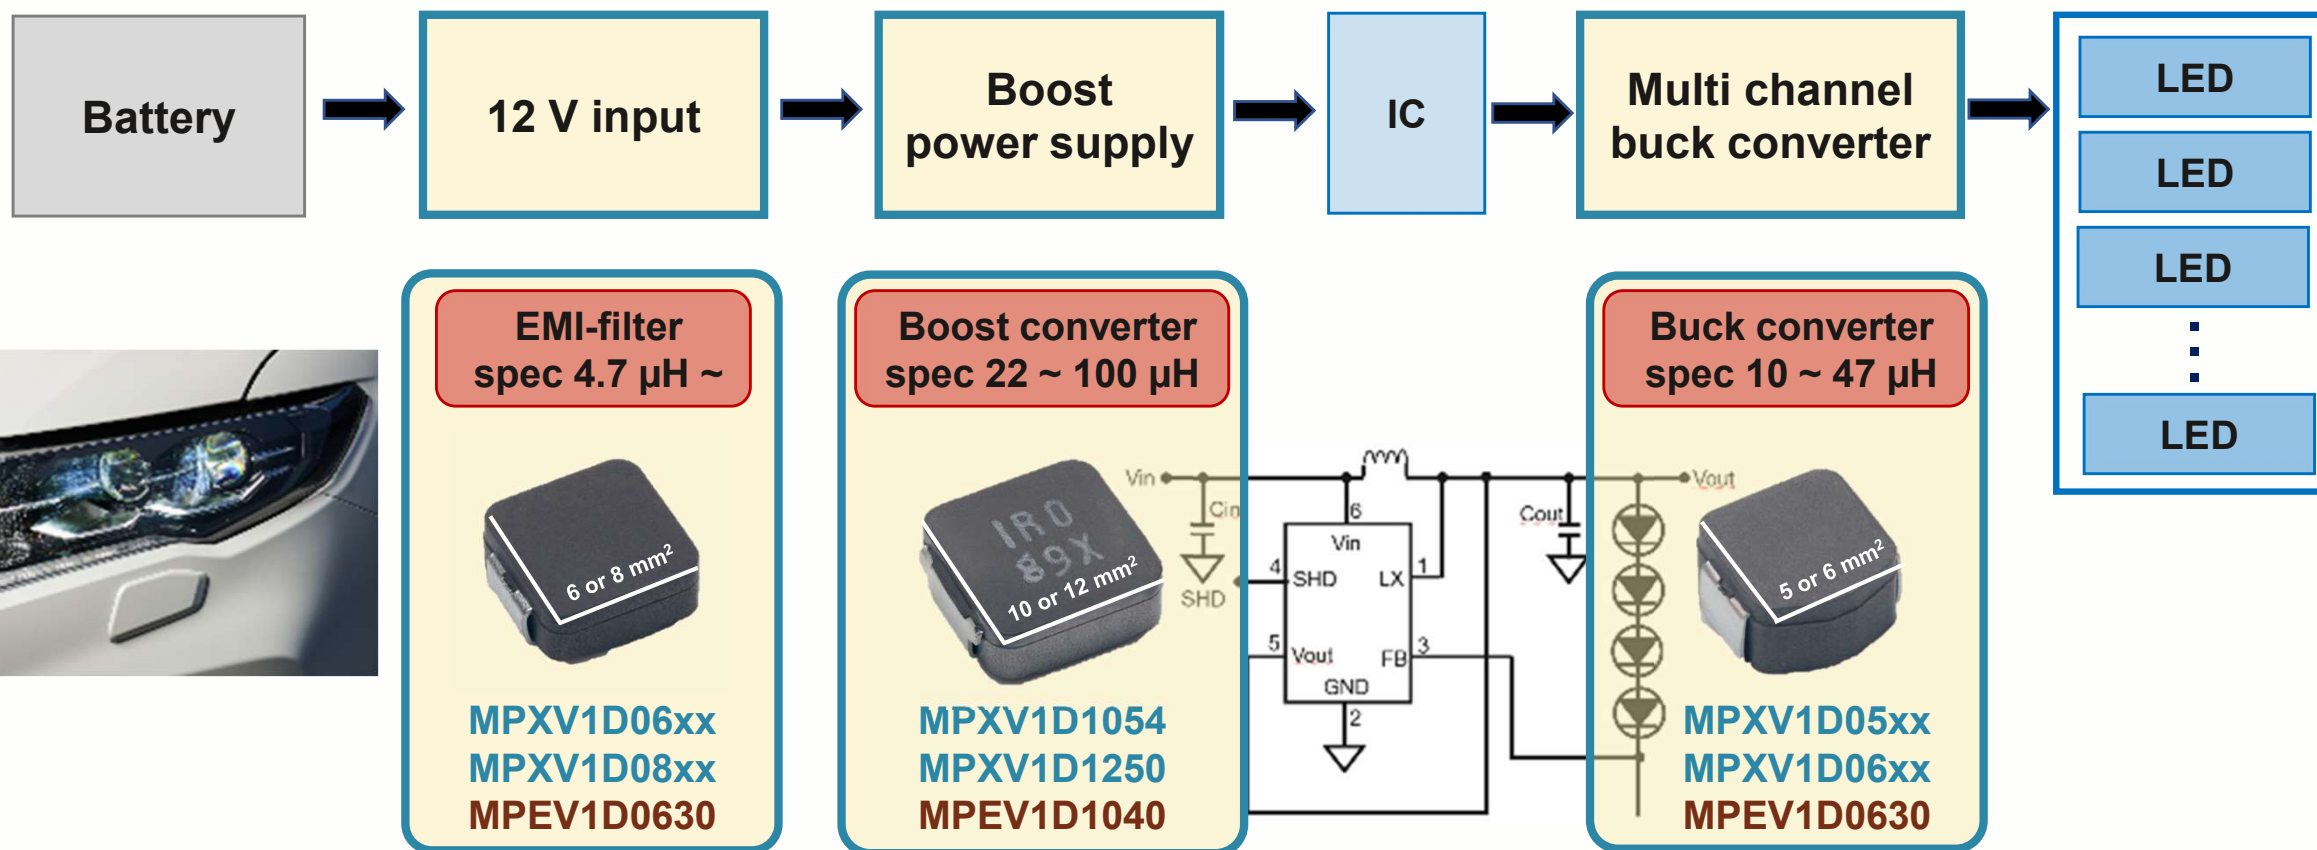 Battery
12 V input
Boost
power supply
IC
Multi channel
buck converter
LED
LED
LED
LED
EMI-filter
spec 4.7 µH ~
6 or 8 mm²
MPXV1D06xx
MPXV1D08xx
MPEV1D0630
Boost converter
spec 22 ~ 100 µH
1R0
89X
10 or 12 mm²
MPXV1D1054
MPXV1D1250
MPEV1D1040
Vin
Cin
SHD
6
Vin
4
SHD
LX
1
5
Vout
FB
3
GND
2
Cout
Vout
Buck converter
spec 10 ~ 47 µH
5 or 6 mm²
MPXV1D05xx
MPXV1D06xx
MPEV1D0630